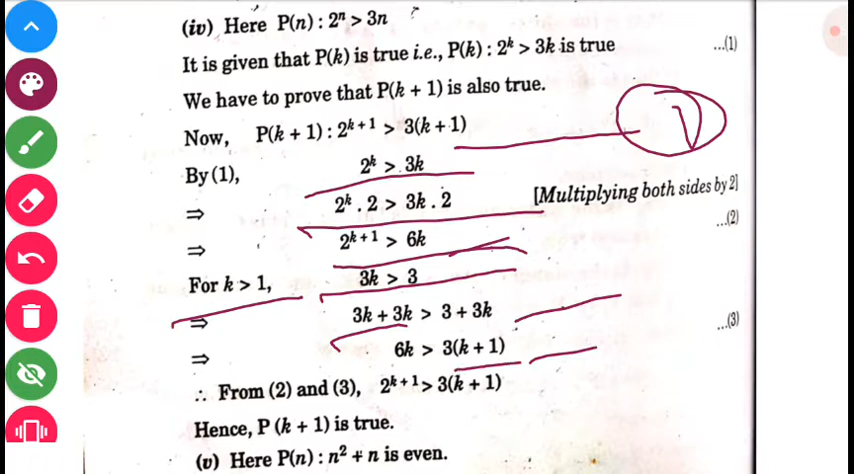 (iv) Here P(n) : 2ⁿ > 3n
It is given that P(k) is true i.e., P(k) : 2ᵏ > 3k is true ...(1)
We have to prove that P(k + 1) is also true.
Now, P(k + 1) : 2ᵏ⁺¹ > 3(k + 1)
By (1), 2ᵏ > 3k
⇒ 2ᵏ . 2 > 3k . 2 [Multiplying both sides by 2]
⇒ 2ᵏ⁺¹ > 6k ...(2)
For k > 1, 3k > 3
⇒ 3k + 3k > 3 + 3k
⇒ 6k > 3(k + 1) ...(3)
∴ From (2) and (3), 2ᵏ⁺¹ > 3(k + 1)
Hence, P (k + 1) is true.
(v) Here P(n) : n² + n is even.